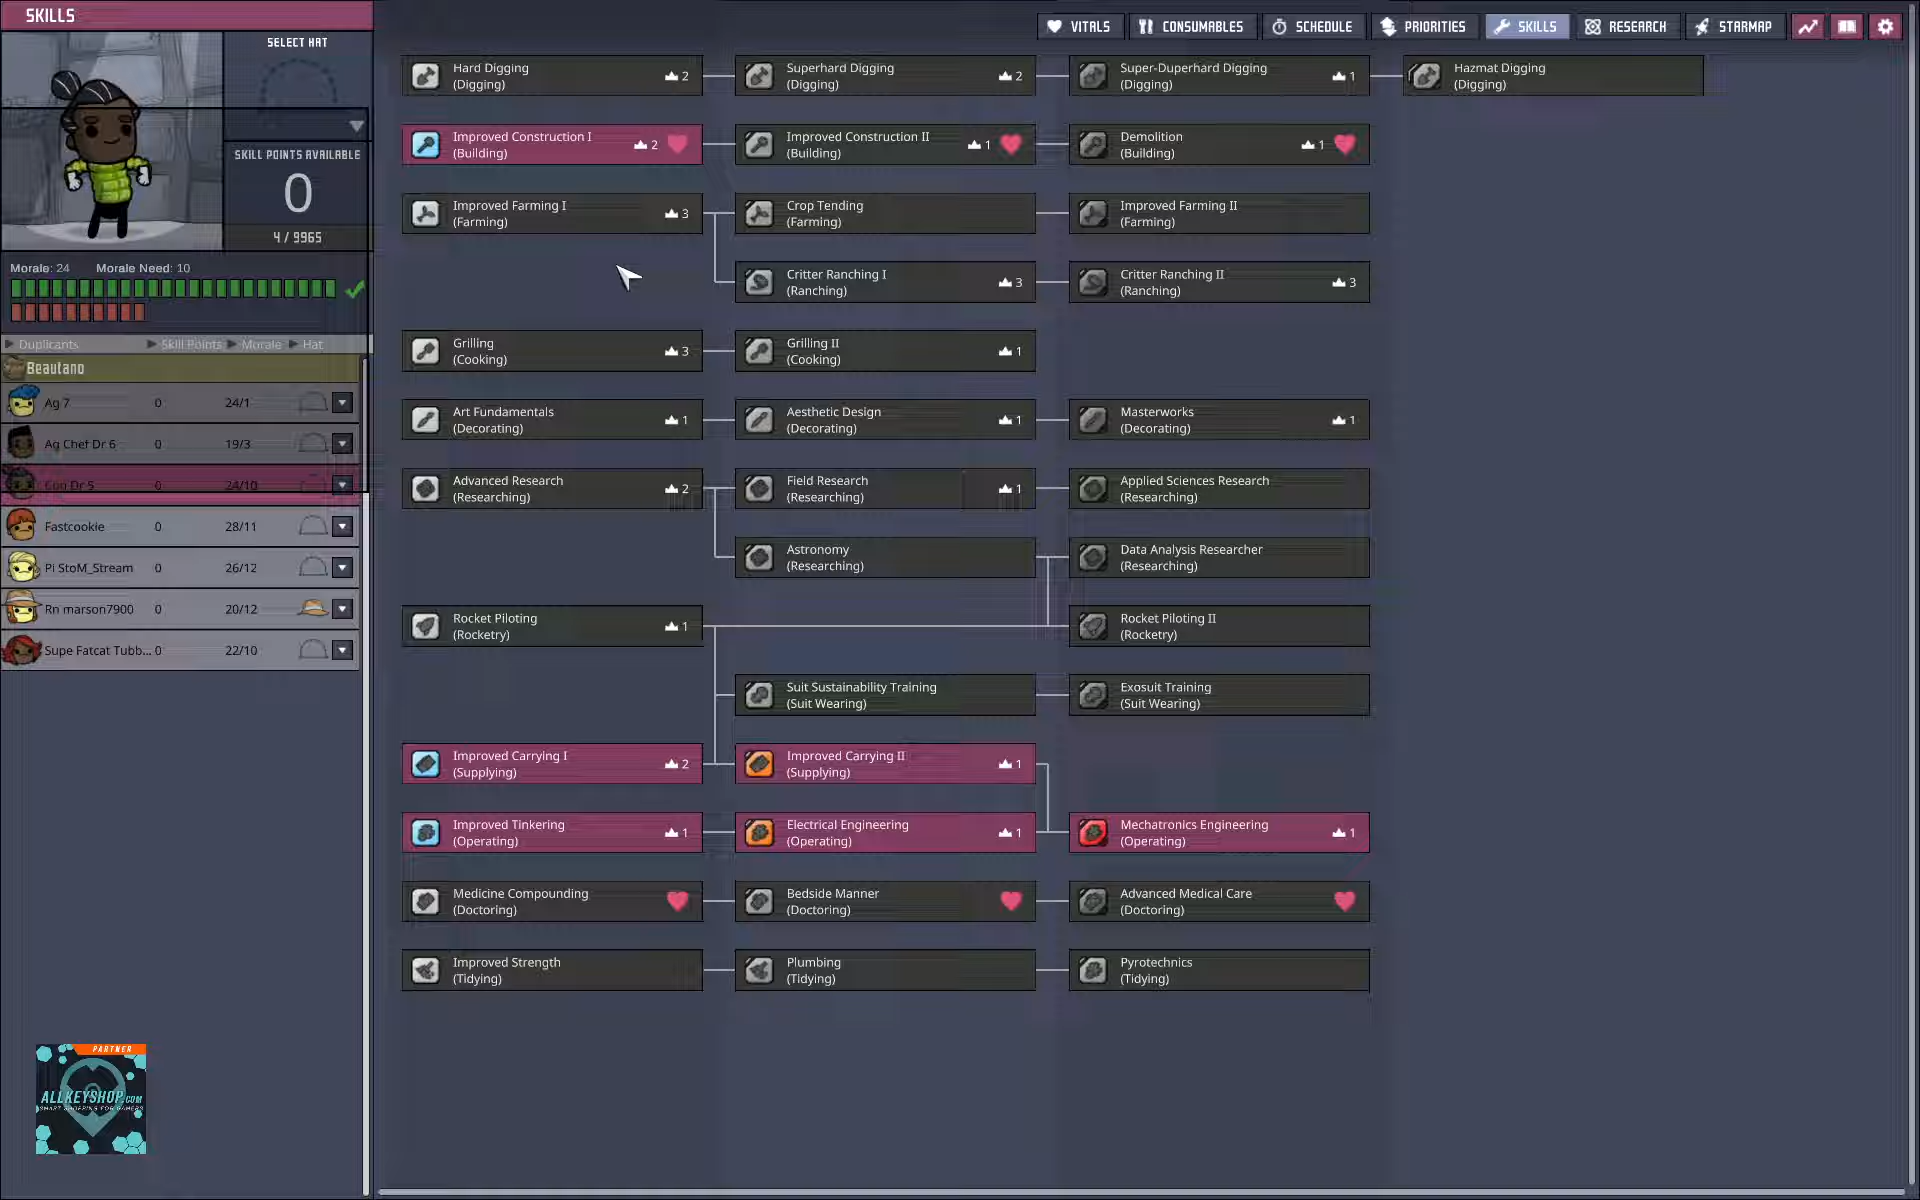 SKILLS
VITALS
CONSUMABLES
SCHEDULE
PRIORITIES
SKILLS
RESEARCH
STARMAP
SELECT HAT
SKILL POINTS AVAILABLE
0
4 / 9965
Morale: 24 Morale Need: 10
Duplicants Skill Points Morale Hat
Beautano
Ag 7 0 24/1
Ag Chef Dr 6 0 19/3
Dr 5 0 24/10
Fastcookie 0 28/11
Pi StoM_Stream 0 26/12
Rn marson7900 0 20/12
Supe Fatcat Tubb... 0 22/10
Hard Digging
(Digging)
2
Superhard Digging
(Digging)
2
Super-Duperhard Digging
(Digging)
1
Hazmat Digging
(Digging)
Improved Construction I
(Building)
2
Improved Construction II
(Building)
1
Demolition
(Building)
1
Improved Farming I
(Farming)
3
Crop Tending
(Farming)
Improved Farming II
(Farming)
Critter Ranching I
(Ranching)
3
Critter Ranching II
(Ranching)
3
Grilling
(Cooking)
3
Grilling II
(Cooking)
1
Art Fundamentals
(Decorating)
1
Aesthetic Design
(Decorating)
1
Masterworks
(Decorating)
1
Advanced Research
(Researching)
2
Field Research
(Researching)
1
Applied Sciences Research
(Researching)
Astronomy
(Researching)
Data Analysis Researcher
(Researching)
Rocket Piloting
(Rocketry)
1
Rocket Piloting II
(Rocketry)
Suit Sustainability Training
(Suit Wearing)
Exosuit Training
(Suit Wearing)
Improved Carrying I
(Supplying)
2
Improved Carrying II
(Supplying)
1
Improved Tinkering
(Operating)
1
Electrical Engineering
(Operating)
1
Mechatronics Engineering
(Operating)
1
Medicine Compounding
(Doctoring)
Bedside Manner
(Doctoring)
Advanced Medical Care
(Doctoring)
Improved Strength
(Tidying)
Plumbing
(Tidying)
Pyrotechnics
(Tidying)
PARTNER
ALLKEYSHOP.COM
SMART SHOPPING FOR GAMERS